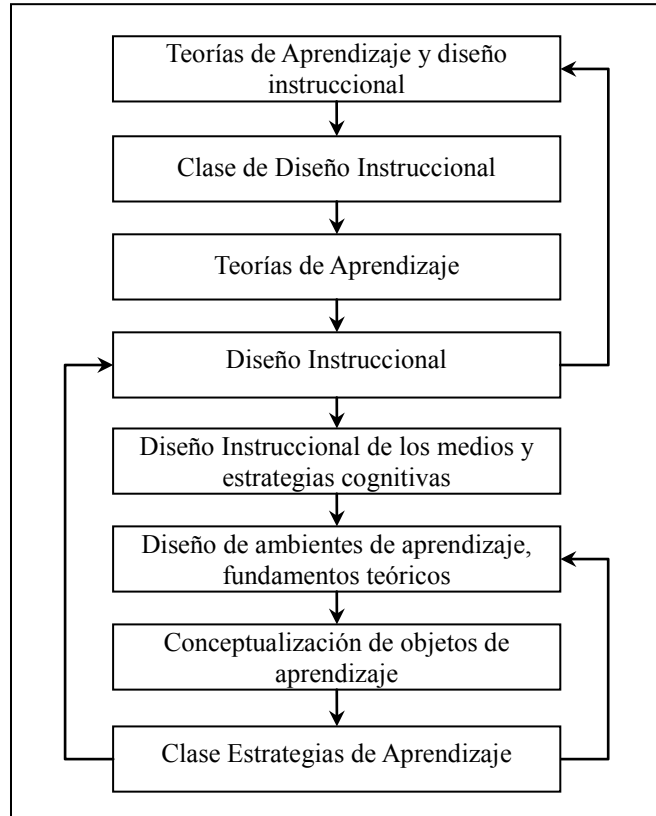 Teorías de Aprendizaje y diseño
instruccional
Clase de Diseño Instruccional
Teorías de Aprendizaje
Diseño Instruccional
Diseño Instruccional de los medios y
estrategias cognitivas
Diseño de ambientes de aprendizaje,
fundamentos teóricos
Conceptualización de objetos de
aprendizaje
Clase Estrategias de Aprendizaje